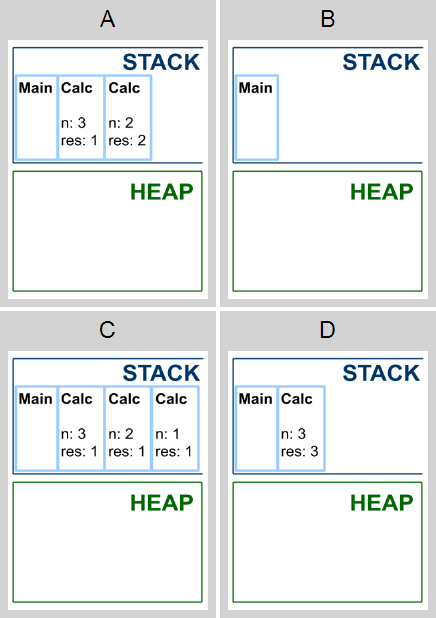 A
STACK
Main Calc Calc
n: 3 n: 2
res: 1 res: 2
HEAP
B
STACK
Main
HEAP
C
STACK
Main Calc Calc Calc
n: 3 n: 2 n: 1
res: 1 res: 1 res: 1
HEAP
D
STACK
Main Calc
n: 3
res: 3
HEAP